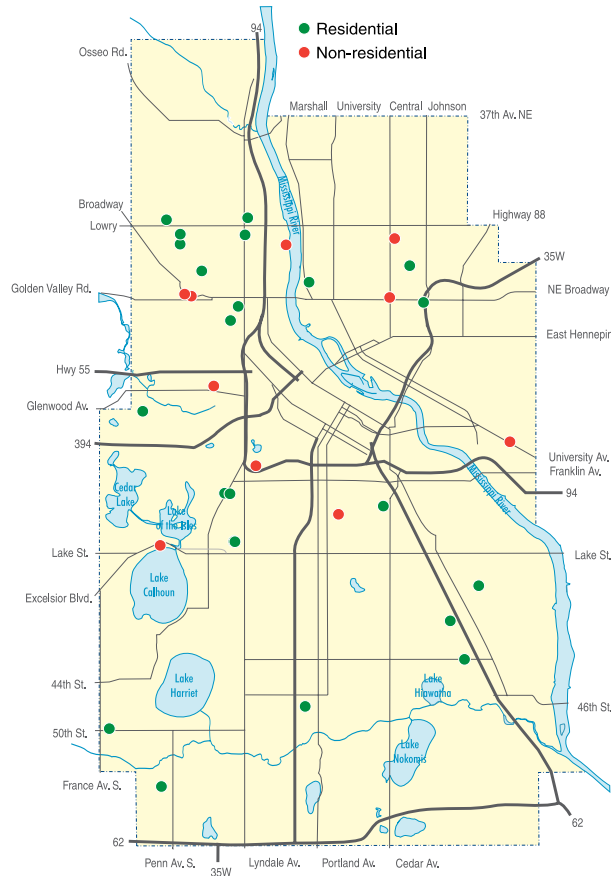 94
Residential
Non-residential
Osseo Rd.
Marshall University Central Johnson
37th Av. NE
Mississippi River
Broadway
Lowry
Highway 88
35W
Golden Valley Rd.
NE Broadway
East Hennepin
Hwy 55
Glenwood Av.
394
University Av.
Franklin Av.
94
Mississippi River
Cedar
Lake
Lake
of the Isles
Lake St.
Lake St.
Lake
Calhoun
Excelsior Blvd.
Lake
Harriet
Lake
Hiawatha
44th St.
46th St.
50th St.
Lake
Nokomis
France Av. S.
62
62
Penn Av. S.
35W
Lyndale Av.
Portland Av.
Cedar Av.